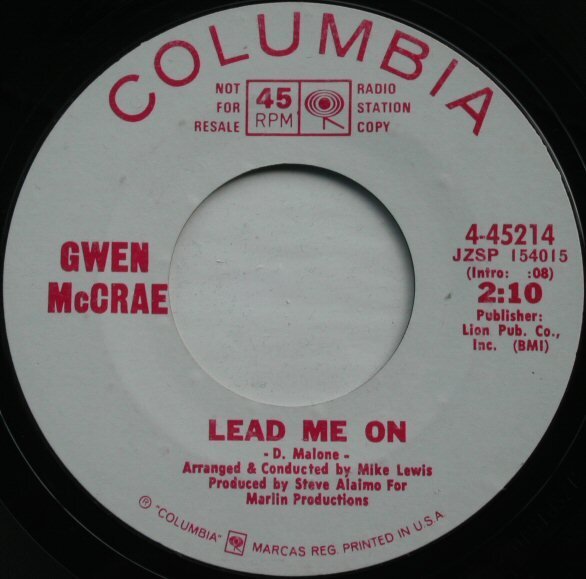 COLUMBIA
NOT FOR RESALE
45 RPM
RADIO STATION COPY
GWEN
McCRAE
4-45214
JZSP 154015
(Intro: :08)
2:10
Publisher:
Lion Pub. Co.,
Inc. (BMI)
LEAD ME ON
- D. Malone -
Arranged & Conducted by Mike Lewis
Produced by Steve Alaimo For
Marlin Productions
℗ "COLUMBIA" MARCAS REG. PRINTED IN U.S.A.